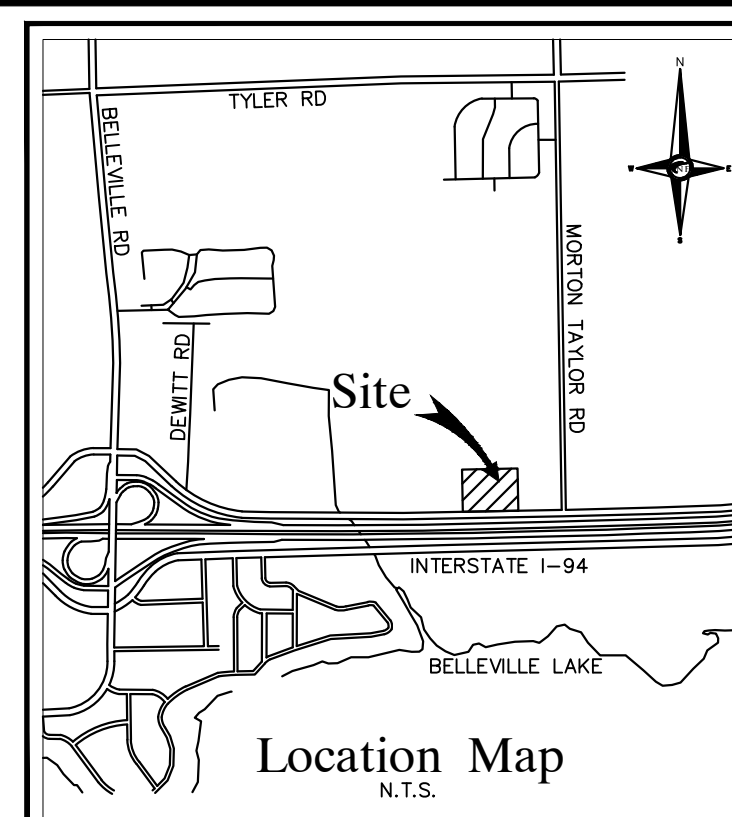 N
TYLER RD
BELLEVILLE RD
W
E
S
MORTON TAYLOR RD
DEWITT RD
Site
INTERSTATE I-94
BELLEVILLE LAKE
Location Map
N.T.S.